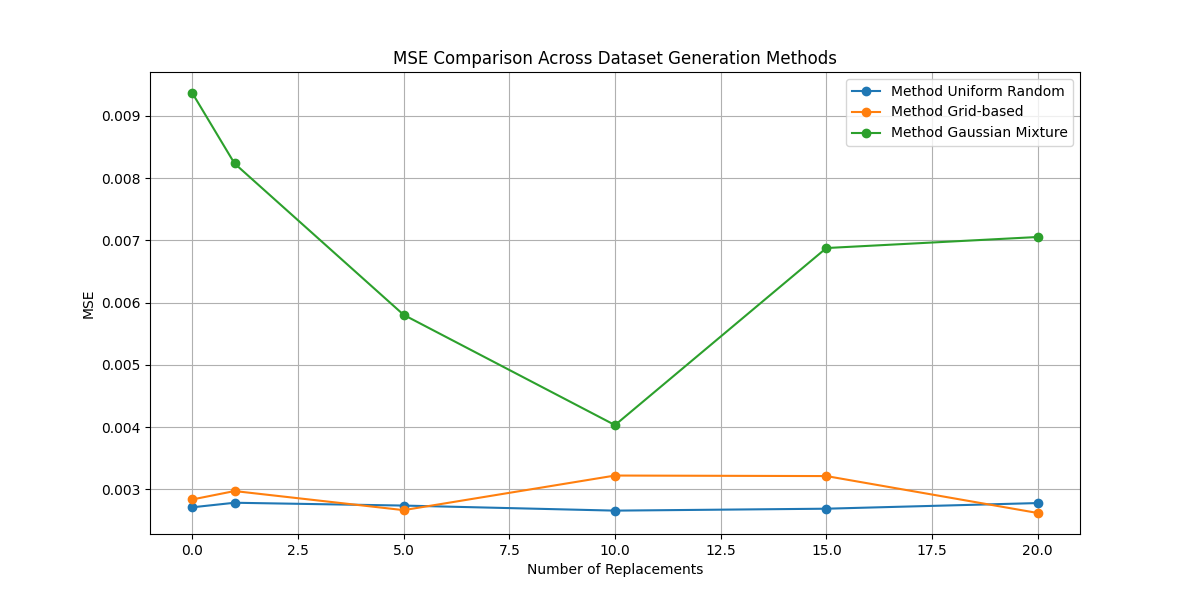 MSE Comparison Across Dataset Generation Methods
Method Uniform Random
Method Grid-based
Method Gaussian Mixture
0.009
0.008
0.007
0.006
0.005
0.004
0.003
MSE
0.0 2.5 5.0 7.5 10.0 12.5 15.0 17.5 20.0
Number of Replacements